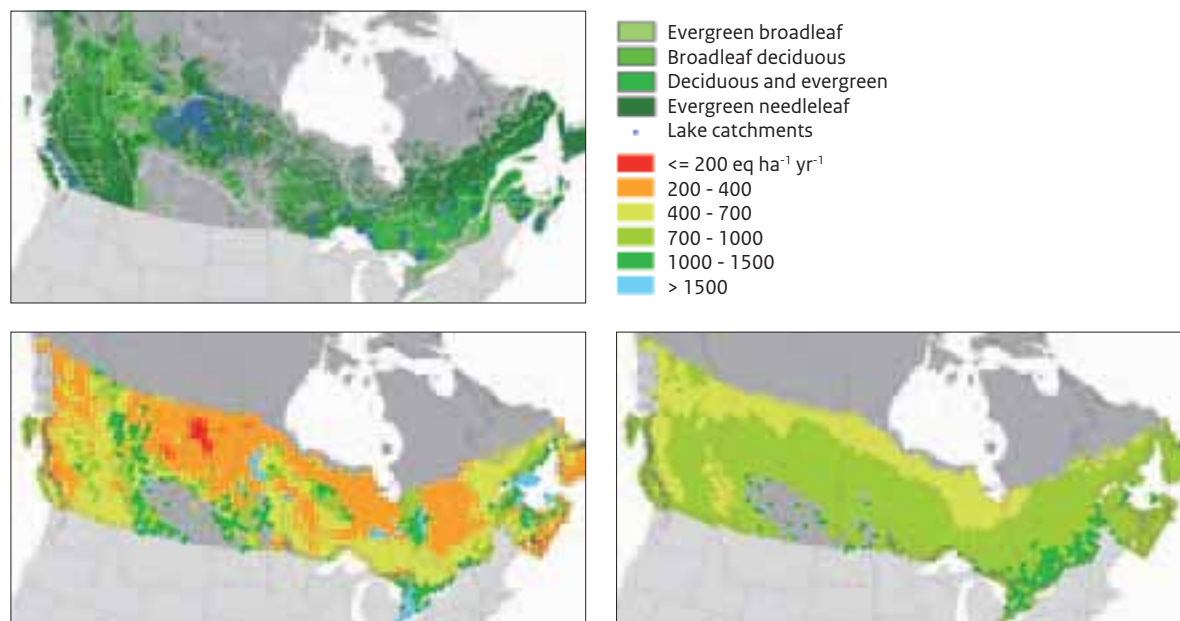 Evergreen broadleaf
Broadleaf deciduous
Deciduous and evergreen
Evergreen needleleaf
Lake catchments
<= 200 eq ha⁻¹ yr⁻¹
200 - 400
400 - 700
700 - 1000
1000 - 1500
> 1500